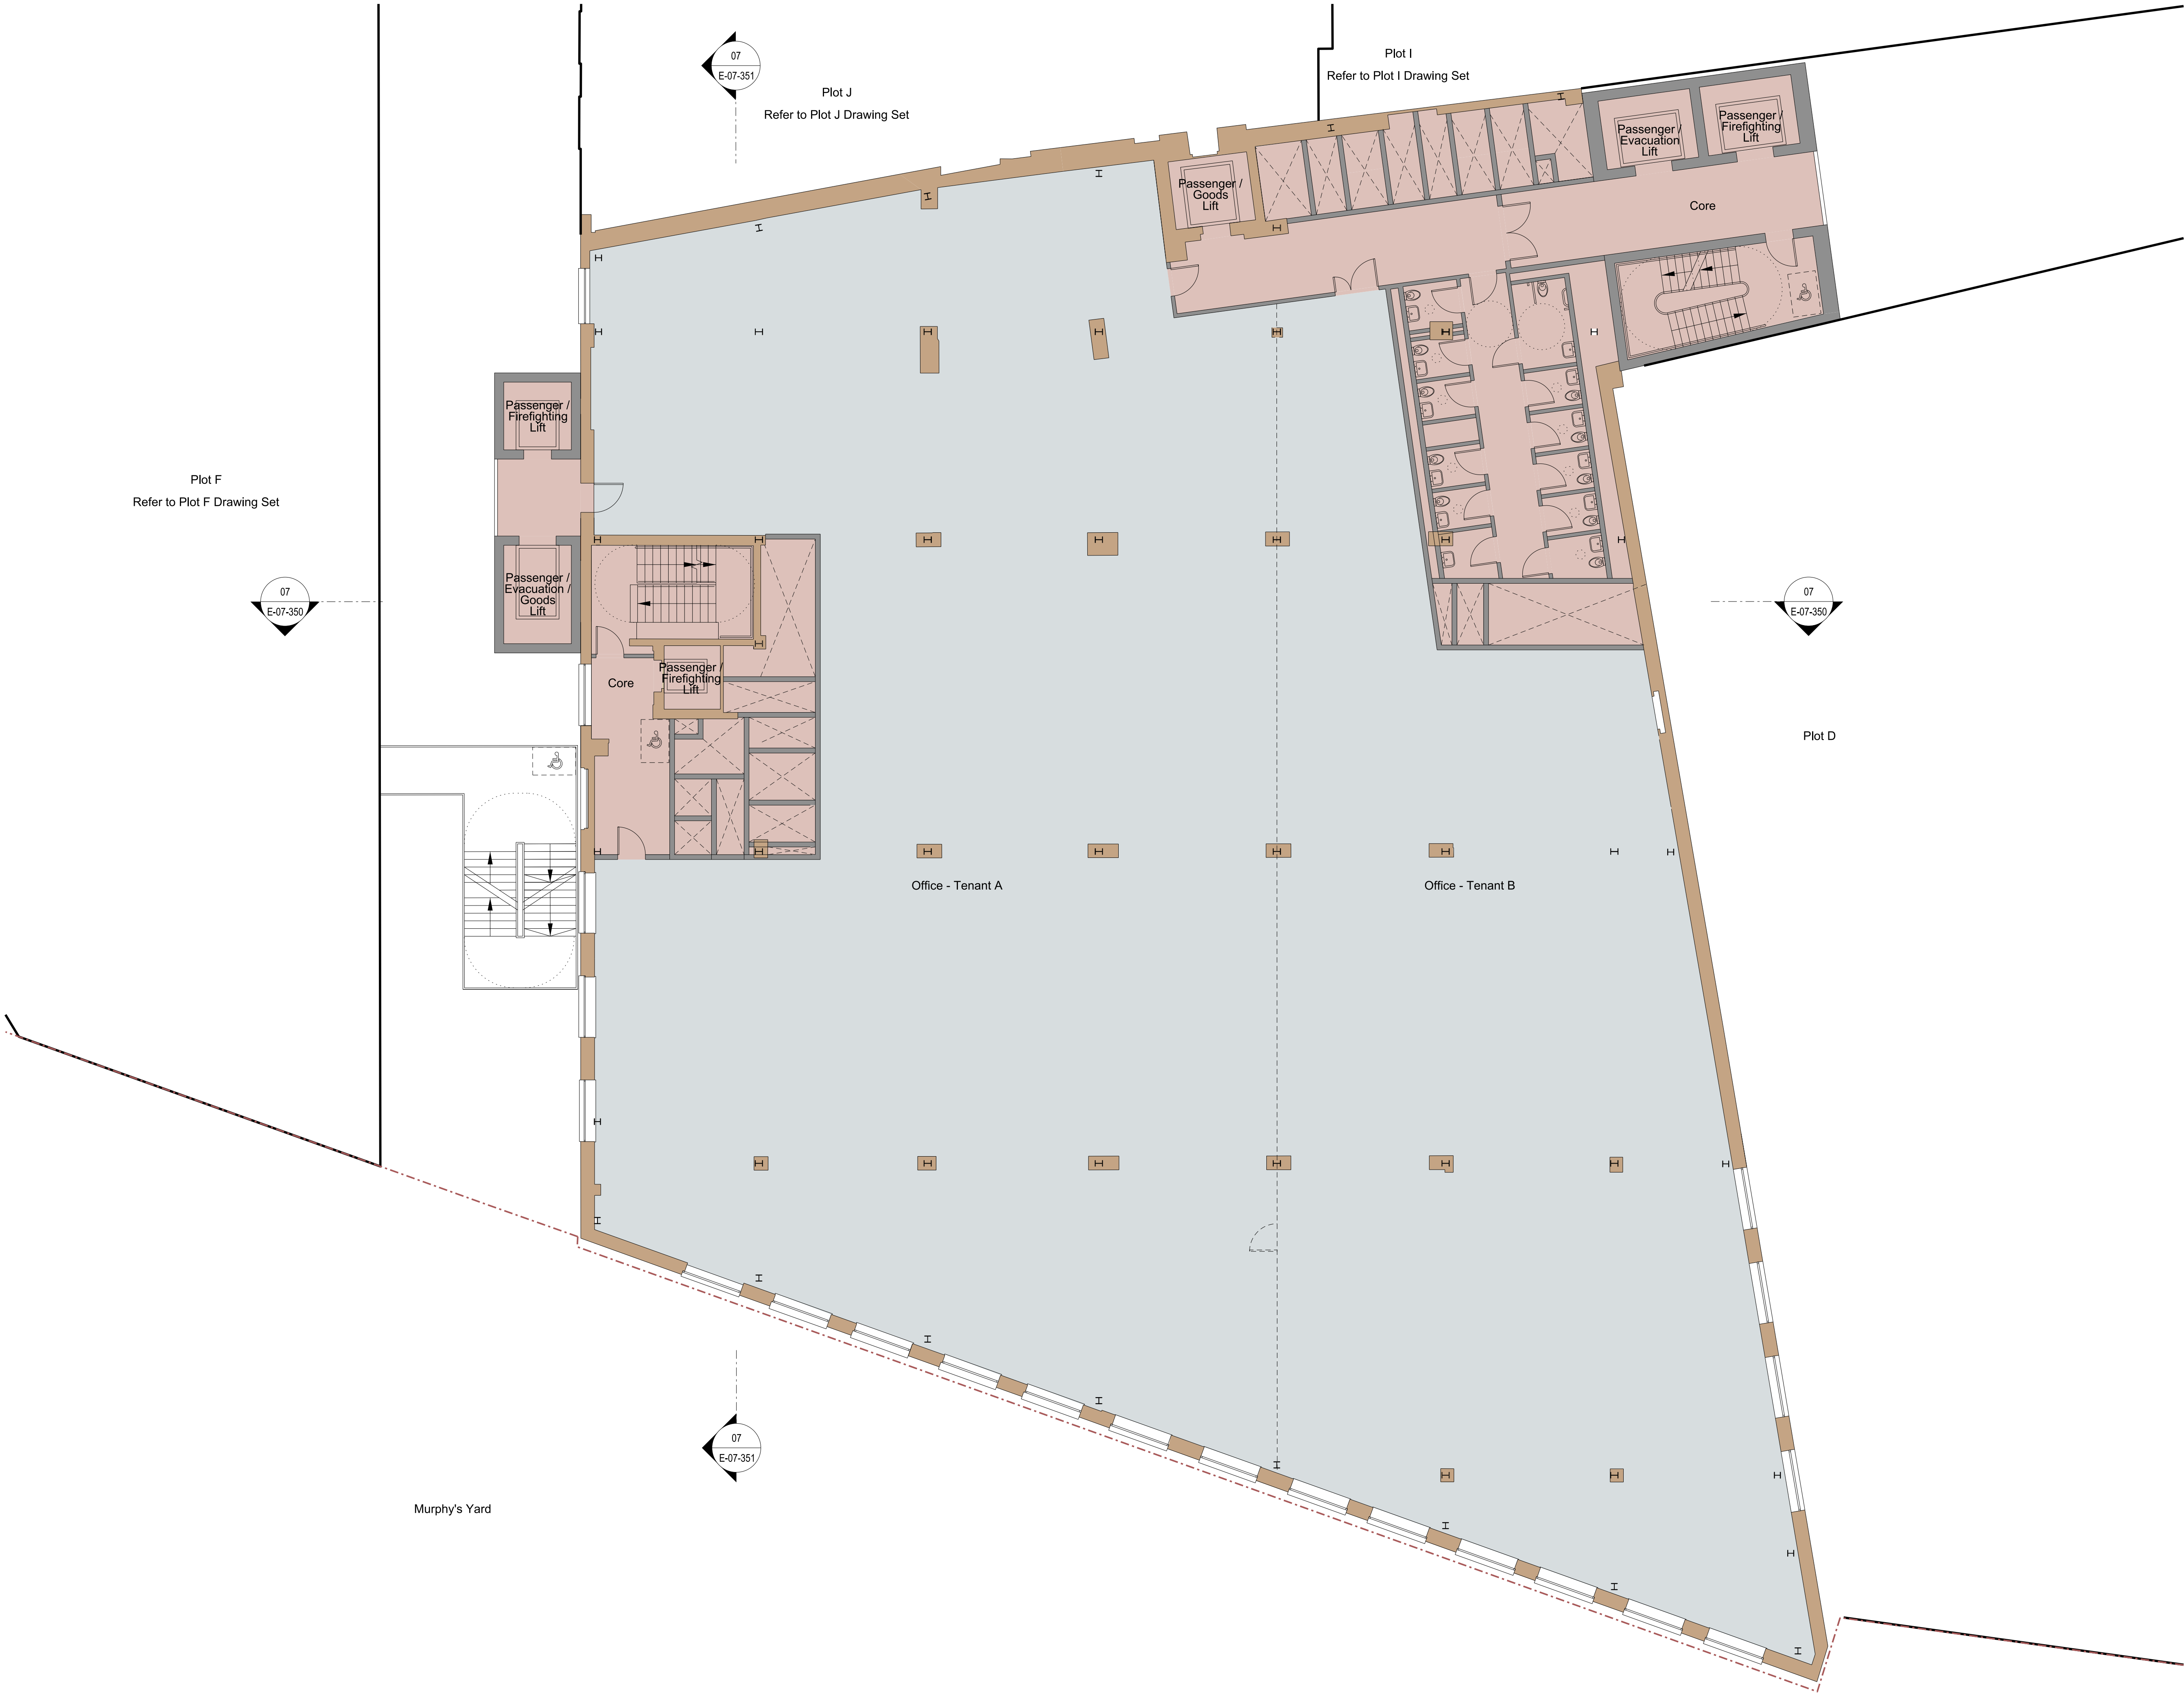 07
E-07-351
Plot J
Refer to Plot J Drawing Set
Plot I
Refer to Plot I Drawing Set
Passenger /
Evacuation
Lift
Passenger /
Firefighting
Lift
Passenger /
Goods
Lift
Core
Passenger /
Firefighting
Lift
Plot F
Refer to Plot F Drawing Set
Passenger /
Evacuation /
Goods
Lift
07
E-07-350
07
E-07-350
Core
Passenger /
Firefighting
Lift
Plot D
Office - Tenant A
Office - Tenant B
07
E-07-351
Murphy's Yard